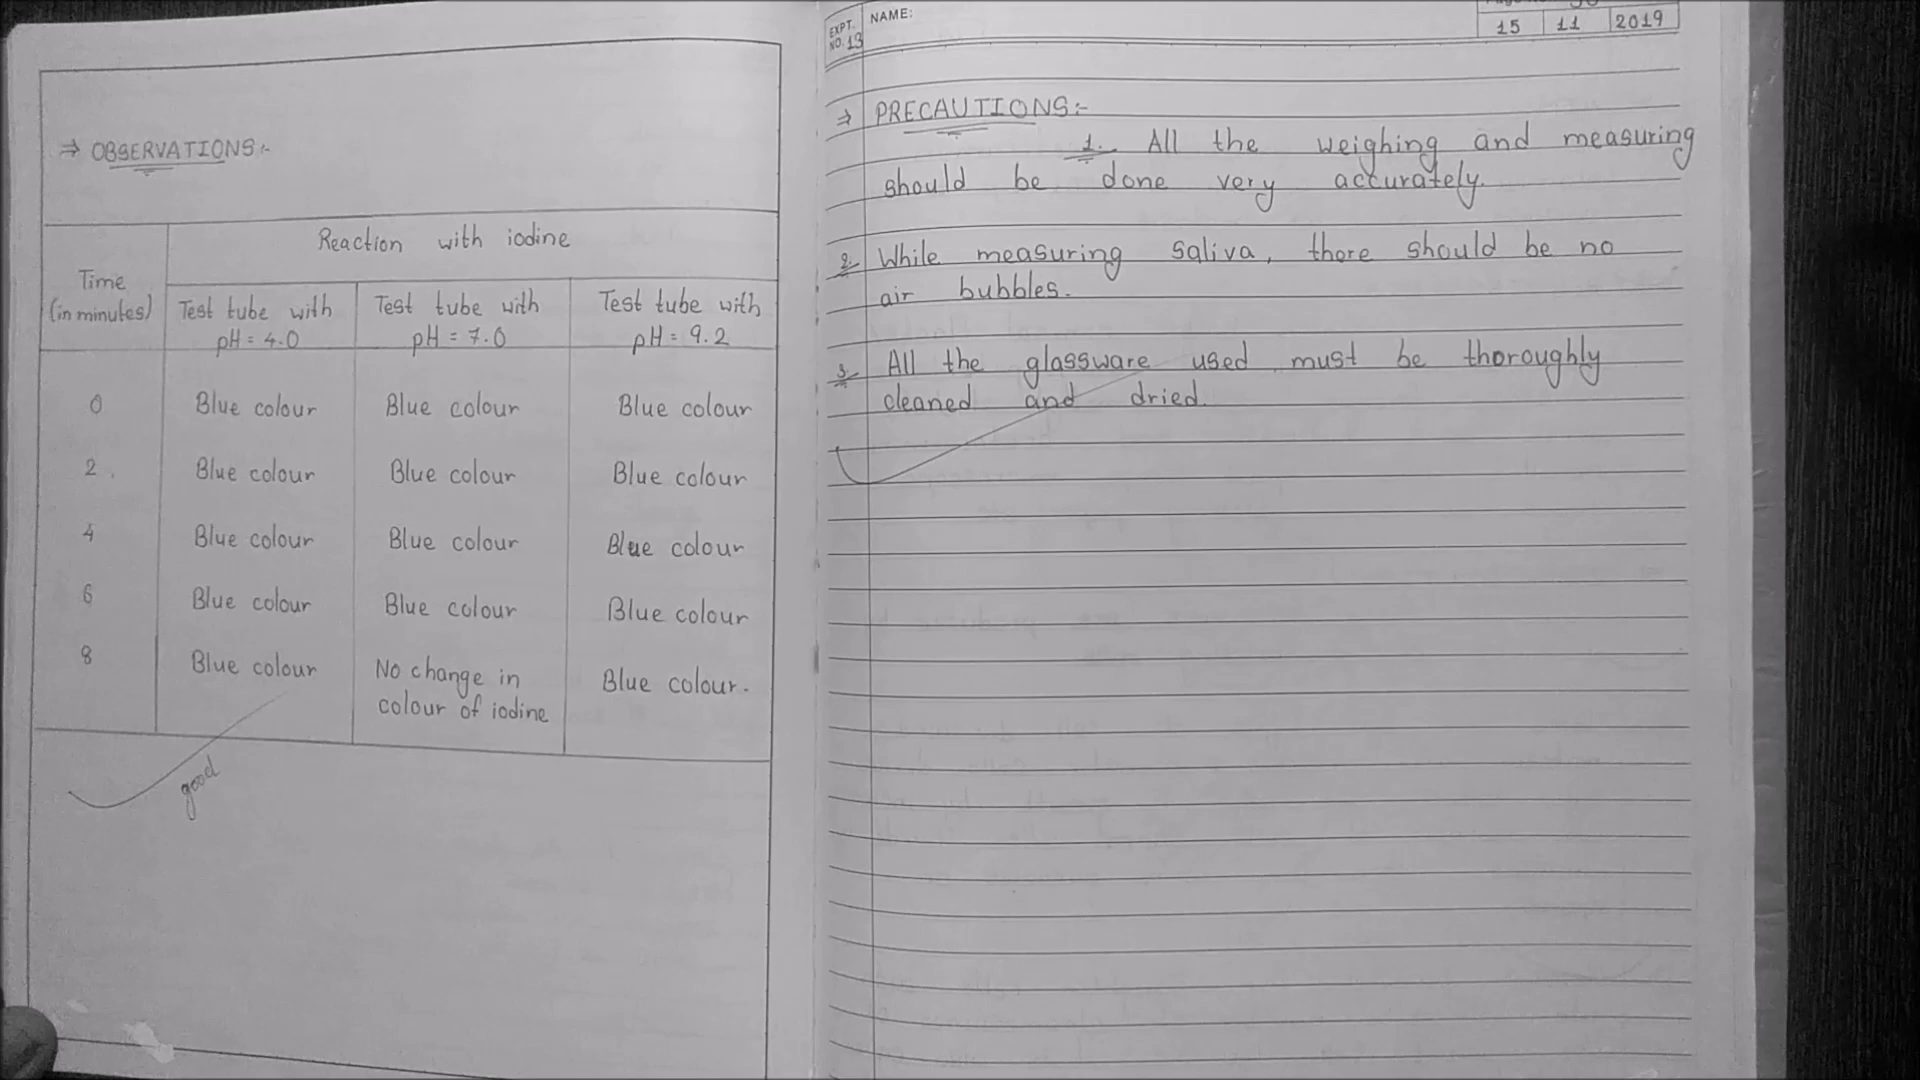 ⇒ OBSERVATIONS:-
Reaction with iodine
Time
(in minutes)
Test tube with
pH = 4.0
Test tube with
pH = 7.0
Test tube with
pH = 9.2
0 Blue colour Blue colour Blue colour
2 Blue colour Blue colour Blue colour
4 Blue colour Blue colour Blue colour
6 Blue colour Blue colour Blue colour
8 Blue colour No change in colour of iodine Blue colour.
good
EXPT. NO. 13
NAME:
15 11 2019
⇒ PRECAUTIONS:-
1. All the weighing and measuring
should be done very accurately.
2. While measuring saliva, there should be no
air bubbles.
3. All the glassware used must be thoroughly
cleaned and dried.